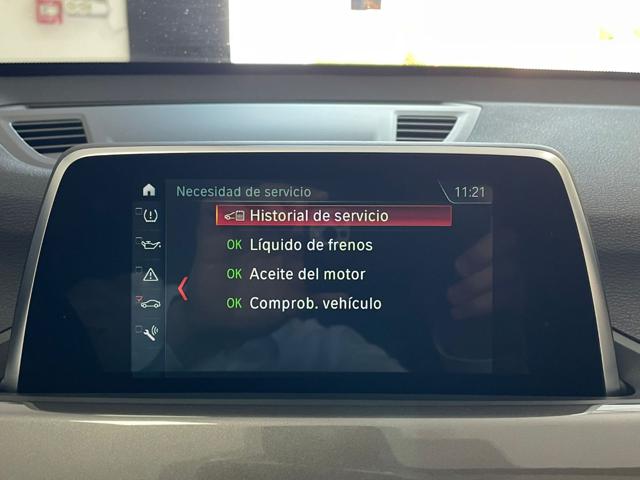 Necesidad de servicio 11:21
Historial de servicio
OK Líquido de frenos
OK Aceite del motor
OK Comprob. vehículo